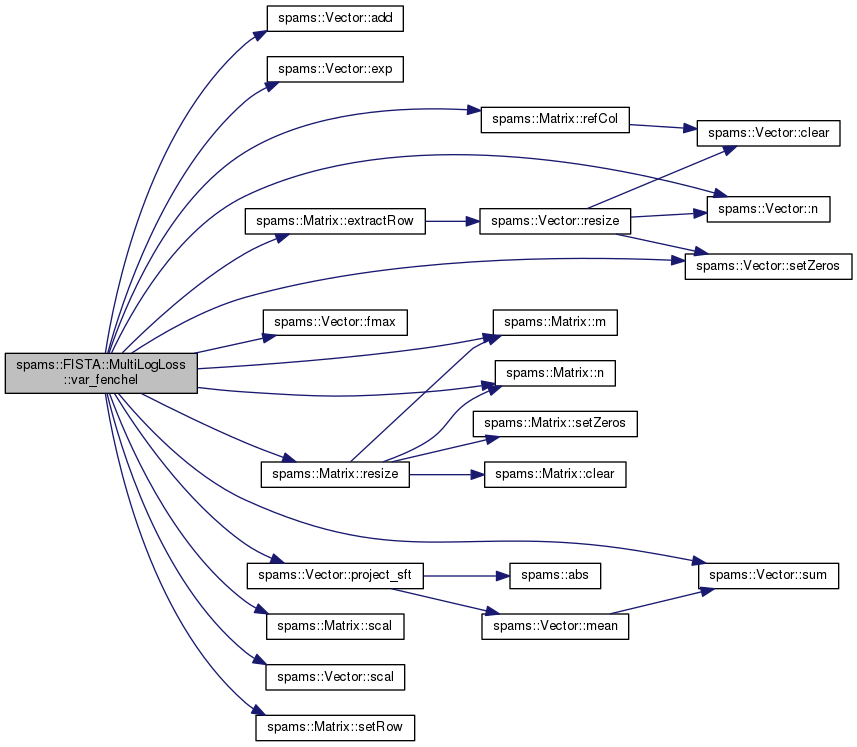 spams::Vector::add
spams::Vector::exp
spams::Matrix::refCol
spams::Vector::clear
spams::Matrix::extractRow
spams::Vector::resize
spams::Vector::n
spams::Vector::setZeros
spams::Vector::fmax
spams::Matrix::m
spams::FISTA::MultiLogLoss
::var_fenchel
spams::Matrix::n
spams::Matrix::setZeros
spams::Matrix::resize
spams::Matrix::clear
spams::Vector::project_sft
spams::abs
spams::Vector::sum
spams::Matrix::scal
spams::Vector::mean
spams::Vector::scal
spams::Matrix::setRow